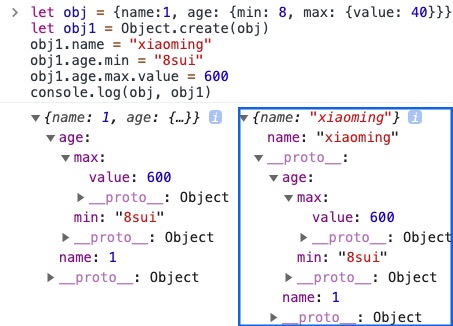 let obj = {name:1, age: {min: 8, max: {value: 40}}}
let obj1 = Object.create(obj)
obj1.name = "xiaoming"
obj1.age.min = "8sui"
obj1.age.max.value = 600
console.log(obj, obj1)
{name: 1, age: {…}} i
age:
max:
value: 600
__proto__: Object
min: "8sui"
__proto__: Object
name: 1
__proto__: Object
{name: "xiaoming"} i
name: "xiaoming"
__proto__:
age:
max:
value: 600
__proto__: Object
min: "8sui"
__proto__: Object
name: 1
__proto__: Object